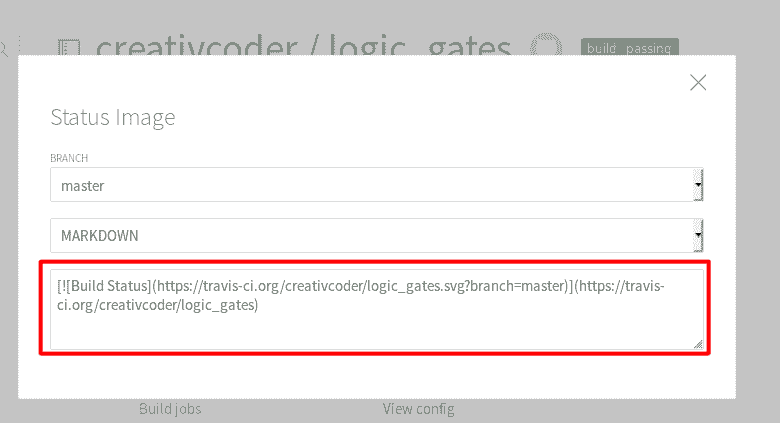 creativcoder / logic_gates
build passing
Status Image
BRANCH
master
MARKDOWN
[![Build Status](https://travis-ci.org/creativcoder/logic_gates.svg?branch=master)](https://travis-
ci.org/creativcoder/logic_gates)
Build jobs
View config